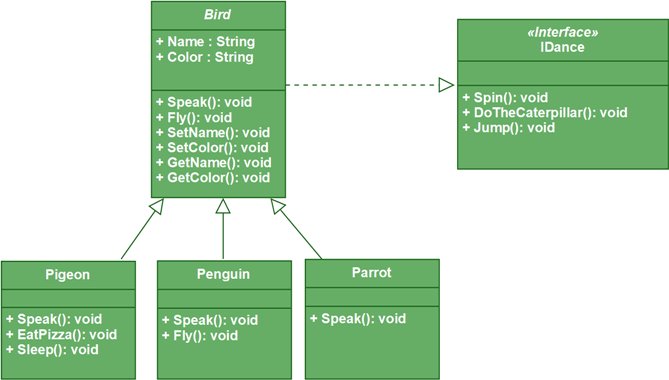 Bird
+ Name : String
+ Color : String
+ Speak(): void
+ Fly(): void
+ SetName(): void
+ SetColor(): void
+ GetName(): void
+ GetColor(): void
«Interface»
IDance
+ Spin(): void
+ DoTheCaterpillar(): void
+ Jump(): void
Pigeon
+ Speak(): void
+ EatPizza(): void
+ Sleep(): void
Penguin
+ Speak(): void
+ Fly(): void
Parrot
+ Speak(): void